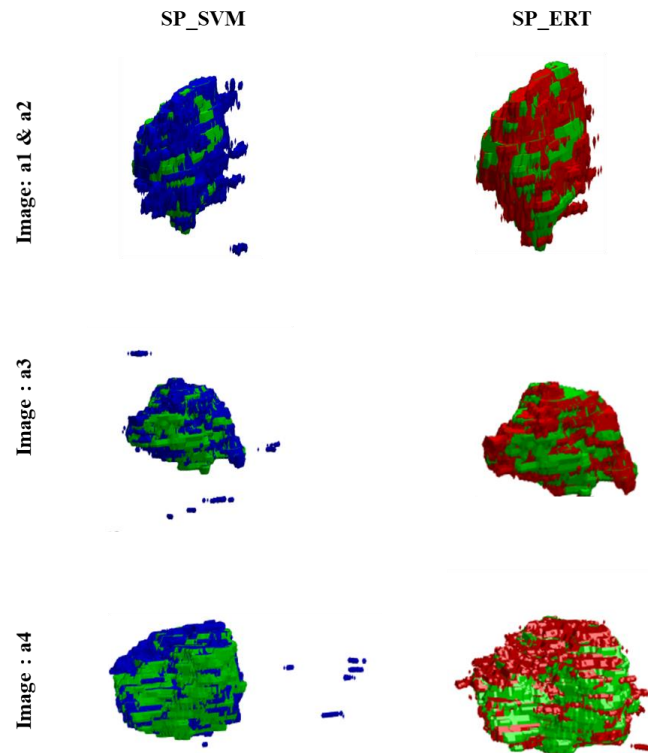 SP_SVM
SP_ERT
Image: a1 & a2
Image : a3
Image : a4